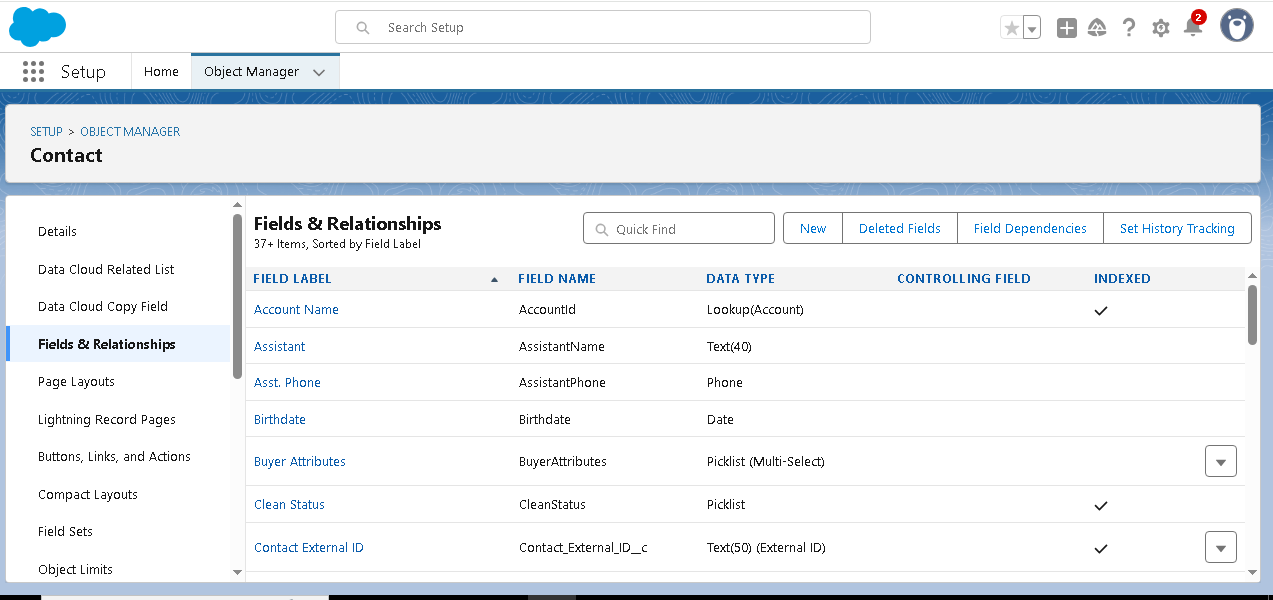 Search Setup
2
Setup
Home
Object Manager
SETUP > OBJECT MANAGER
Contact
Details
Data Cloud Related List
Data Cloud Copy Field
Fields & Relationships
Page Layouts
Lightning Record Pages
Buttons, Links, and Actions
Compact Layouts
Field Sets
Object Limits
Fields & Relationships
37+ Items, Sorted by Field Label
Quick Find
New
Deleted Fields
Field Dependencies
Set History Tracking
FIELD LABEL FIELD NAME DATA TYPE CONTROLLING FIELD INDEXED
Account Name AccountId Lookup(Account)
Assistant AssistantName Text(40)
Asst. Phone AssistantPhone Phone
Birthdate Birthdate Date
Buyer Attributes BuyerAttributes Picklist (Multi-Select)
Clean Status CleanStatus Picklist
Contact External ID Contact_External_ID__c Text(50) (External ID)